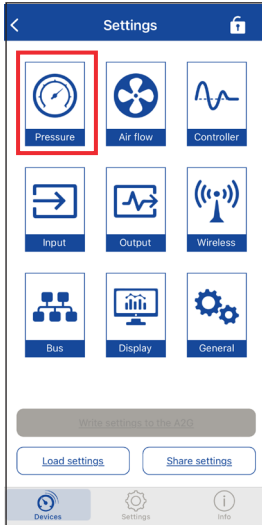 Settings
Pressure Air flow Controller
Input Output Wireless
Bus Display General
Write settings to the A2G
Load settings Share settings
Devices Settings Info